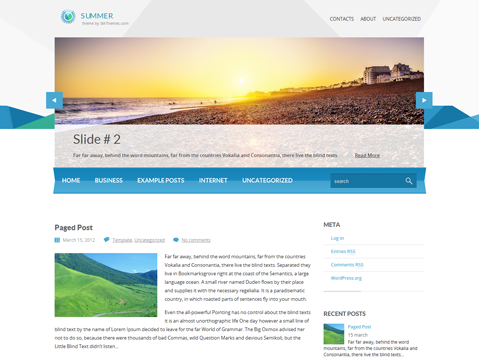 SUMMER
theme by SaiThemes.com
CONTACTS ABOUT UNCATEGORIZED
Slide # 2
Far far away, behind the word mountains, far from the countries Vokalia and Consonantia, there live the blind texts Read More
HOME BUSINESS EXAMPLE POSTS INTERNET UNCATEGORIZED search
Paged Post
March 15, 2012 Template, Uncategorized No comments
Far far away, behind the word mountains, far from the countries
Vokalia and Consonantia, there live the blind texts. Separated they
live in Bookmarksgrove right at the coast of the Semantics, a large
language ocean. A small river named Duden flows by their place
and supplies it with the necessary regelialia. It is a paradisematic
country, in which roasted parts of sentences fly into your mouth.
Even the all-powerful Pointing has no control about the blind texts
it is an almost unorthographic life One day however a small line of
blind text by the name of Lorem Ipsum decided to leave for the far World of Grammar. The Big Oxmox advised her
not to do so, because there were thousands of bad Commas, wild Question Marks and devious Semikoli, but the
Little Blind Text didn't listen...
META
Log in
Entries RSS
Comments RSS
WordPress.org
RECENT POSTS
Paged Post
15 march
Far far away, behind the word
mountains, far from the countries Vokalia and
Consonantia, there live the blind texts...